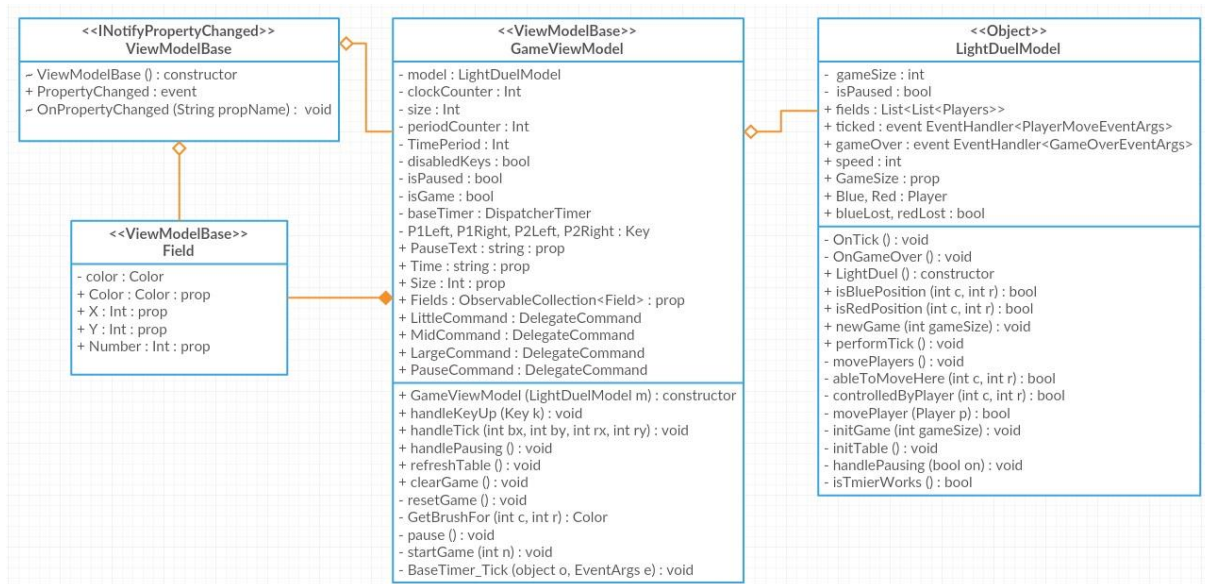 <<INotifyPropertyChanged>>
ViewModelBase
~ ViewModelBase () : constructor
+ PropertyChanged : event
~ OnPropertyChanged (String propName) : void
<<ViewModelBase>>
Field
- color : Color
+ Color : Color : prop
+ X : Int : prop
+ Y : Int : prop
+ Number : Int : prop
<<ViewModelBase>>
GameViewModel
- model : LightDuelModel
- clockCounter : Int
- size : Int
- periodCounter : Int
- TimePeriod : Int
- disabledKeys : bool
- isPaused : bool
- isGame : bool
- baseTimer : DispatcherTimer
- P1Left, P1Right, P2Left, P2Right : Key
+ PauseText : string : prop
+ Time : string : prop
+ Size : Int : prop
+ Fields : ObservableCollection<Field> : prop
+ LittleCommand : DelegateCommand
+ MidCommand : DelegateCommand
+ LargeCommand : DelegateCommand
+ PauseCommand : DelegateCommand
+ GameViewModel (LightDuelModel m) : constructor
+ handleKeyUp (Key k) : void
+ handleTick (int bx, int by, int rx, int ry) : void
+ handlePausing () : void
+ refreshTable () : void
+ clearGame () : void
- resetGame () : void
- GetBrushFor (int c, int r) : Color
- pause () : void
- startGame (int n) : void
- BaseTimer_Tick (object o, EventArgs e) : void
<<Object>>
LightDuelModel
- gameSize : int
- isPaused : bool
+ fields : List<List<Players>>
+ ticked : event EventHandler<PlayerMoveEventArgs>
+ gameOver : event EventHandler<GameOverEventArgs>
+ speed : int
+ GameSize : prop
+ Blue, Red : Player
+ blueLost, redLost : bool
- OnTick () : void
- OnGameOver () : void
+ LightDuel () : constructor
+ isBluePosition (int c, int r) : bool
+ isRedPosition (int c, int r) : bool
+ newGame (int gameSize) : void
+ performTick () : void
- movePlayers () : void
- ableToMoveHere (int c, int r) : bool
- controlledByPlayer (int c, int r) : bool
- movePlayer (Player p) : bool
- initGame (int gameSize) : void
- initTable () : void
- handlePausing (bool on) : void
- isTmierWorks () : bool